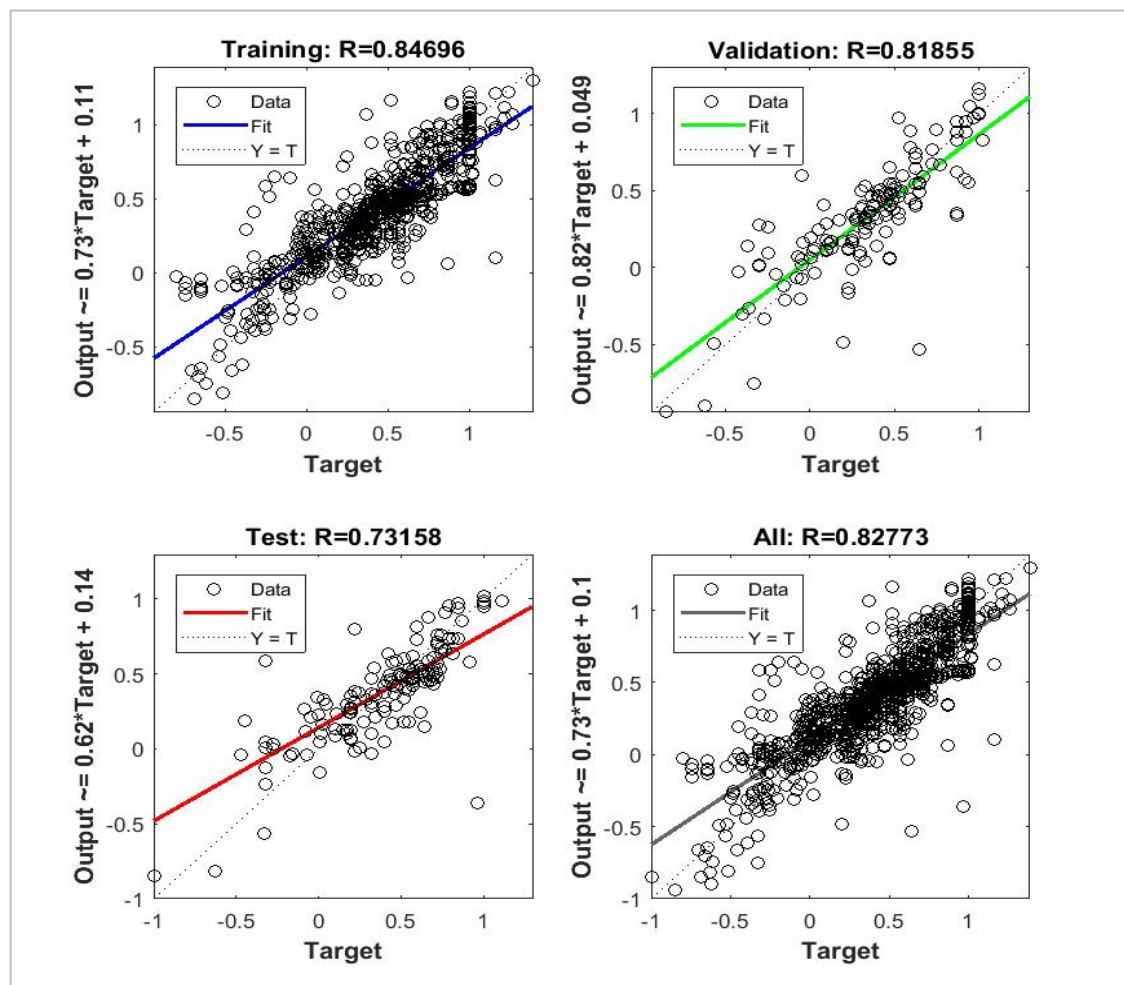 Training: R=0.84696
Output ~= 0.73*Target + 0.11
Data
Fit
Y = T
1
0.5
0
-0.5
-0.5
0
0.5
1
Target
Validation: R=0.81855
Output ~= 0.82*Target + 0.049
Data
Fit
Y = T
1
0.5
0
-0.5
-0.5
0
0.5
1
Target
Test: R=0.73158
Output ~= 0.62*Target + 0.14
Data
Fit
Y = T
1
0.5
0
-0.5
-1
-1
-0.5
0
0.5
1
Target
All: R=0.82773
Output ~= 0.73*Target + 0.1
Data
Fit
Y = T
1
0.5
0
-0.5
-1
-1
-0.5
0
0.5
1
Target